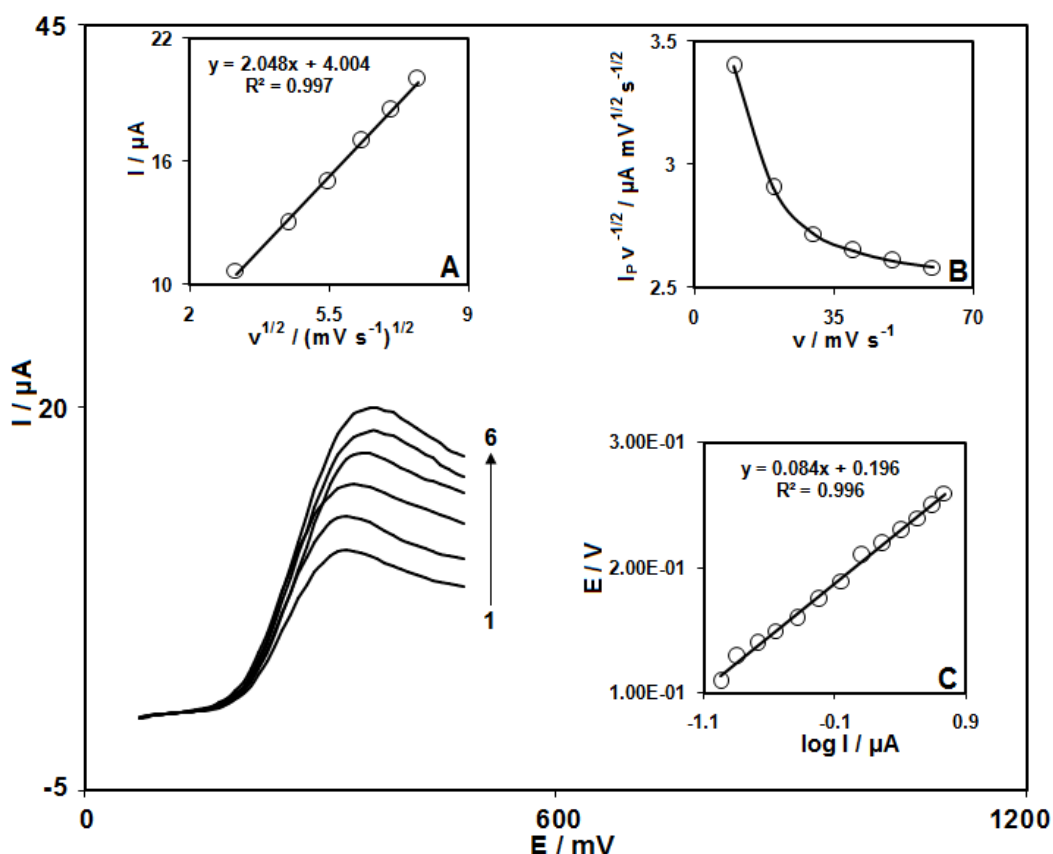 45
I / µA
20
-5
0
600
1200
E / mV
6
1
22
y = 2.048x + 4.004
R² = 0.997
I / µA
16
10
A
2
5.5
9
v^1/2 / (mV s^-1)^1/2
3.5
I_P v^-1/2 / µA mV^1/2 s^-1/2
3
2.5
B
0
35
70
v / mV s^-1
3.00E-01
y = 0.084x + 0.196
R² = 0.996
E / V
2.00E-01
1.00E-01
C
-1.1
-0.1
0.9
log I / µA